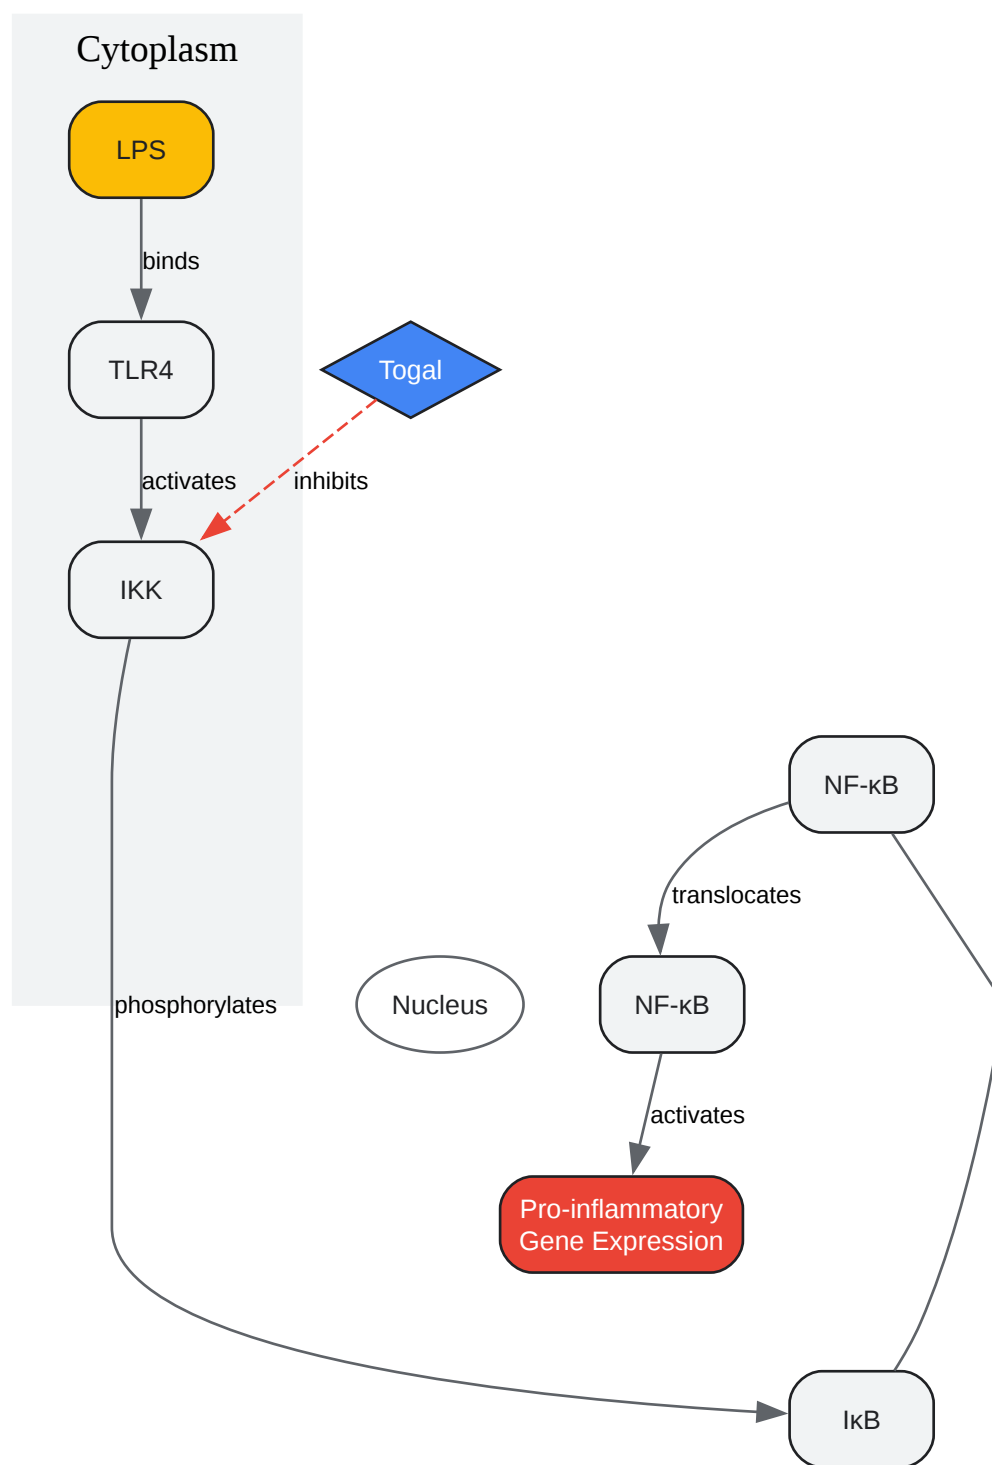 Cytoplasm
LPS
binds
TLR4
Togal
activates
inhibits
IKK
NF-κB
translocates
phosphorylates
Nucleus
NF-κB
activates
Pro-inflammatory
Gene Expression
IκB